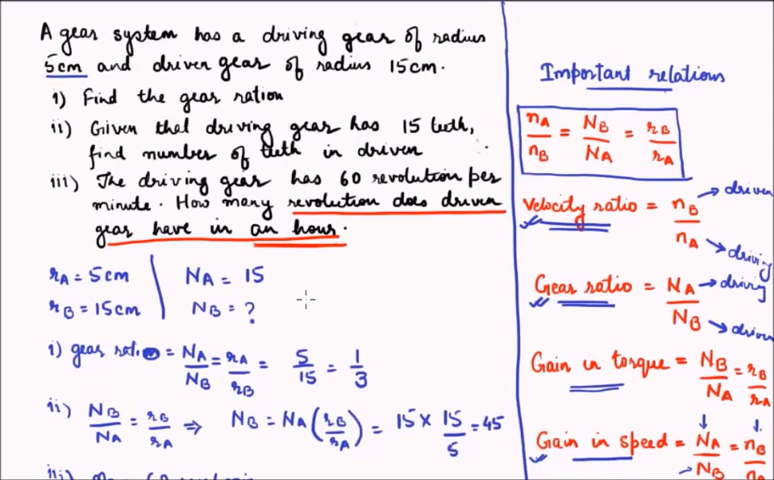 A gear system has a driving gear of radius
5cm and driven gear of radius 15cm.
i) Find the gear ration
ii) Given that driving gear has 15 teeth,
find number of teeth in driven
iii) The driving gear has 60 revolution per
minute. How many revolution does driven
gear have in an hour.
rA = 5cm
rB = 15cm
NA = 15
NB = ?
i) gear ratio = NA/NB = rA/rB = 5/15 = 1/3
ii) NB/NA = rB/rA ⇒ NB = NA (rB/rA) = 15 × 15/5 = 45
Important relations
nA/nB = NB/NA = rB/rA
Velocity ratio = nB/nA → driven
→ driving
Gear ratio = NA/NB → driving
→ driven
Gain in torque = NB/NA = rB/rA
Gain in speed = NA/NB = nB/nA